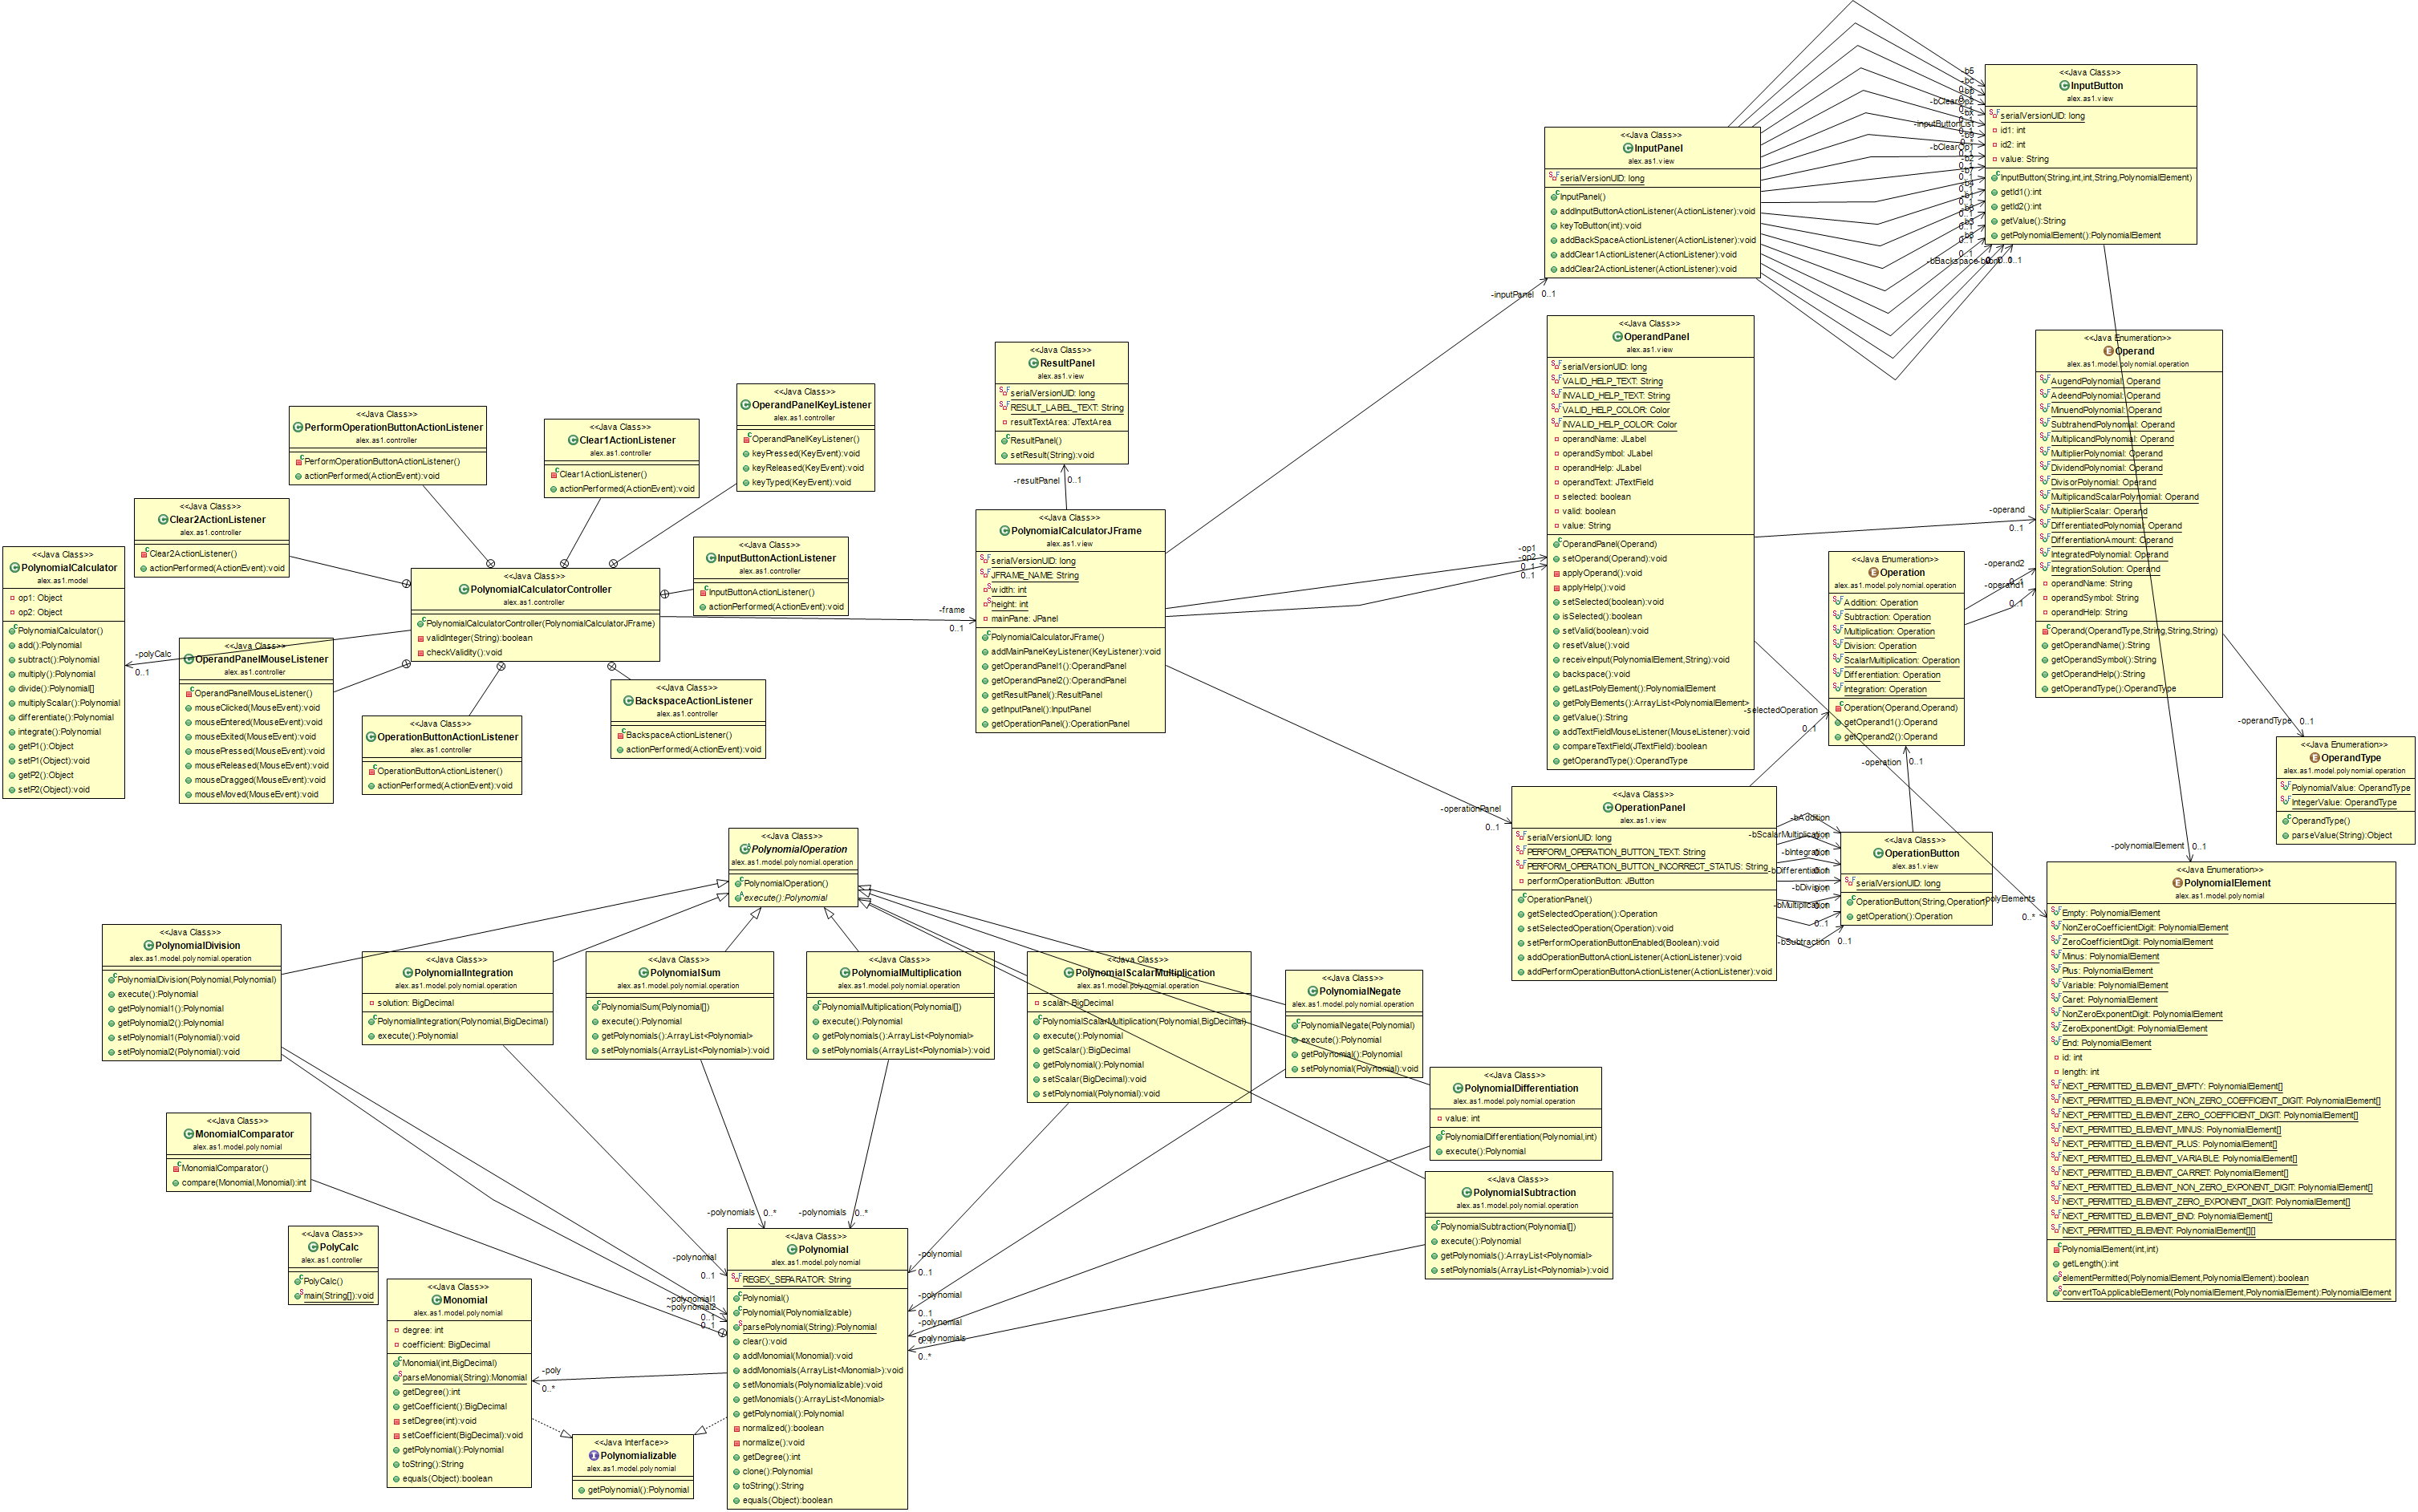 <<Java Class>>
InputButton
alex.as1.view
serialVersionUID: long
id1: int
id2: int
value: String
InputButton(String,int,int,String,PolynomialElement)
getId1():int
getId2():int
getValue():String
getPolynomialElement():PolynomialElement
<<Java Class>>
InputPanel
alex.as1.view
serialVersionUID: long
InputPanel()
addInputButtonActionListener(ActionListener):void
keyToButton(int):void
addBackSpaceActionListener(ActionListener):void
addClear1ActionListener(ActionListener):void
addClear2ActionListener(ActionListener):void
-inputPanel
0..1
<<Java Class>>
OperandPanel
alex.as1.view
serialVersionUID: long
VALID_HELP_TEXT: String
INVALID_HELP_TEXT: String
VALID_HELP_COLOR: Color
INVALID_HELP_COLOR: Color
operandName: JLabel
operandSymbol: JLabel
operandHelp: JLabel
operandText: JTextField
selected: boolean
valid: boolean
value: String
OperandPanel(Operand)
setOperand(Operand):void
applyOperand():void
applyHelp():void
setSelected(boolean):void
isSelected():boolean
setValid(boolean):void
resetValue():void
receiveInput(PolynomialElement,String):void
backspace():void
getLastPolyElement():PolynomialElement
getPolyElements():ArrayList<PolynomialElement>
getValue():String
addTextFieldMouseListener(MouseListener):void
compareTextField(JTextField):boolean
getOperandType():OperandType
<<Java Enumeration>>
Operand
alex.as1.model.polynomial.operation
AugendPolynomial: Operand
AdeendPolynomial: Operand
MinuendPolynomial: Operand
SubtrahendPolynomial: Operand
MultiplicandPolynomial: Operand
MultiplierPolynomial: Operand
DividendPolynomial: Operand
DivisorPolynomial: Operand
MultiplicandScalarPolynomial: Operand
MultiplierScalar: Operand
DifferentiatedPolynomial: Operand
DifferentiationAmount: Operand
IntegratedPolynomial: Operand
IntegrationSolution: Operand
operandName: String
operandSymbol: String
operandHelp: String
Operand(OperandType,String,String,String)
getOperandName():String
getOperandSymbol():String
getOperandHelp():String
getOperandType():OperandType
<<Java Class>>
ResultPanel
alex.as1.view
serialVersionUID: long
RESULT_LABEL_TEXT: String
resultTextArea: JTextArea
ResultPanel()
setResult(String):void
-resultPanel
0..1
<<Java Class>>
OperandPanelKeyListener
alex.as1.controller
OperandPanelKeyListener()
keyPressed(KeyEvent):void
keyReleased(KeyEvent):void
keyTyped(KeyEvent):void
<<Java Class>>
PerformOperationButtonActionListener
alex.as1.controller
PerformOperationButtonActionListener()
actionPerformed(ActionEvent):void
<<Java Class>>
Clear1ActionListener
alex.as1.controller
Clear1ActionListener()
actionPerformed(ActionEvent):void
<<Java Class>>
Clear2ActionListener
alex.as1.controller
Clear2ActionListener()
actionPerformed(ActionEvent):void
<<Java Class>>
PolynomialCalculatorJFrame
alex.as1.view
serialVersionUID: long
JFRAME_NAME: String
width: int
height: int
mainPane: JPanel
PolynomialCalculatorJFrame()
addMainPaneKeyListener(KeyListener):void
getOperandPanel1():OperandPanel
getOperandPanel2():OperandPanel
getResultPanel():ResultPanel
getInputPanel():InputPanel
getOperationPanel():OperationPanel
-op1
-op2
0..1
0..1
-operand
0..1
<<Java Class>>
InputButtonActionListener
alex.as1.controller
InputButtonActionListener()
actionPerformed(ActionEvent):void
<<Java Class>>
PolynomialCalculator
alex.as1.model
op1: Object
op2: Object
PolynomialCalculator()
add():Polynomial
subtract():Polynomial
multiply():Polynomial
divide():Polynomial[]
multiplyScalar():Polynomial
differentiate():Polynomial
integrate():Polynomial
getP1():Object
setP1(Object):void
getP2():Object
setP2(Object):void
<<Java Class>>
PolynomialCalculatorController
alex.as1.controller
PolynomialCalculatorController(PolynomialCalculatorJFrame)
validInteger(String):boolean
checkValidity():void
-frame
0..1
-polyCalc
0..1
<<Java Class>>
OperandPanelMouseListener
alex.as1.controller
OperandPanelMouseListener()
mouseClicked(MouseEvent):void
mouseEntered(MouseEvent):void
mouseExited(MouseEvent):void
mousePressed(MouseEvent):void
mouseReleased(MouseEvent):void
mouseDragged(MouseEvent):void
mouseMoved(MouseEvent):void
<<Java Class>>
OperationButtonActionListener
alex.as1.controller
OperationButtonActionListener()
actionPerformed(ActionEvent):void
<<Java Class>>
BackspaceActionListener
alex.as1.controller
BackspaceActionListener()
actionPerformed(ActionEvent):void
<<Java Enumeration>>
Operation
alex.as1.model.polynomial.operation
Addition: Operation
Subtraction: Operation
Multiplication: Operation
Division: Operation
ScalarMultiplication: Operation
Differentiation: Operation
Integration: Operation
Operation(Operand,Operand)
getOperand1():Operand
getOperand2():Operand
-operand2
-operand1
0..1
-selectedOperation
0..1
-operation
0..1
-operandType
0..1
<<Java Enumeration>>
OperandType
alex.as1.model.polynomial.operation
PolynomialValue: OperandType
IntegerValue: OperandType
OperandType()
parseValue(String):Object
-operationPanel
0..1
<<Java Class>>
OperationPanel
alex.as1.view
serialVersionUID: long
PERFORM_OPERATION_BUTTON_TEXT: String
PERFORM_OPERATION_BUTTON_INCORRECT_STATUS: String
performOperationButton: JButton
OperationPanel()
getSelectedOperation():Operation
setSelectedOperation(Operation):void
setPerformOperationButtonEnabled(Boolean):void
addOperationButtonActionListener(ActionListener):void
addPerformOperationButtonActionListener(ActionListener):void
-bAddition
-bScalarMultiplication
-bIntegration
-bDifferentiation
-bDivision
-bMultiplication
0..1
-bSubtraction
0..1
<<Java Class>>
OperationButton
alex.as1.view
serialVersionUID: long
OperationButton(String,Operation)
getOperation():Operation
-polynomialElement
0..1
-polyElements
0..*
<<Java Enumeration>>
PolynomialElement
alex.as1.model.polynomial
Empty: PolynomialElement
NonZeroCoefficientDigit: PolynomialElement
ZeroCoefficientDigit: PolynomialElement
Minus: PolynomialElement
Plus: PolynomialElement
Variable: PolynomialElement
Caret: PolynomialElement
NonZeroExponentDigit: PolynomialElement
ZeroExponentDigit: PolynomialElement
End: PolynomialElement
id: int
length: int
NEXT_PERMITTED_ELEMENT_EMPTY: PolynomialElement[]
NEXT_PERMITTED_ELEMENT_NON_ZERO_COEFFICIENT_DIGIT: PolynomialElement[]
NEXT_PERMITTED_ELEMENT_ZERO_COEFFICIENT_DIGIT: PolynomialElement[]
NEXT_PERMITTED_ELEMENT_MINUS: PolynomialElement[]
NEXT_PERMITTED_ELEMENT_PLUS: PolynomialElement[]
NEXT_PERMITTED_ELEMENT_VARIABLE: PolynomialElement[]
NEXT_PERMITTED_ELEMENT_CARRET: PolynomialElement[]
NEXT_PERMITTED_ELEMENT_NON_ZERO_EXPONENT_DIGIT: PolynomialElement[]
NEXT_PERMITTED_ELEMENT_ZERO_EXPONENT_DIGIT: PolynomialElement[]
NEXT_PERMITTED_ELEMENT_END: PolynomialElement[]
NEXT_PERMITTED_ELEMENT: PolynomialElement[][]
PolynomialElement(int,int)
getLength():int
elementPermitted(PolynomialElement,PolynomialElement):boolean
convertToApplicableElement(PolynomialElement,PolynomialElement):PolynomialElement
<<Java Class>>
PolynomialOperation
alex.as1.model.polynomial.operation
PolynomialOperation()
execute():Polynomial
<<Java Class>>
PolynomialDivision
alex.as1.model.polynomial.operation
PolynomialDivision(Polynomial,Polynomial)
execute():Polynomial
getPolynomial1():Polynomial
getPolynomial2():Polynomial
setPolynomial1(Polynomial):void
setPolynomial2(Polynomial):void
<<Java Class>>
PolynomialIntegration
alex.as1.model.polynomial.operation
solution: BigDecimal
PolynomialIntegration(Polynomial,BigDecimal)
execute():Polynomial
<<Java Class>>
PolynomialSum
alex.as1.model.polynomial.operation
PolynomialSum(Polynomial[])
execute():Polynomial
getPolynomials():ArrayList<Polynomial>
setPolynomials(ArrayList<Polynomial>):void
<<Java Class>>
PolynomialMultiplication
alex.as1.model.polynomial.operation
PolynomialMultiplication(Polynomial[])
execute():Polynomial
getPolynomials():ArrayList<Polynomial>
setPolynomials(ArrayList<Polynomial>):void
<<Java Class>>
PolynomialScalarMultiplication
alex.as1.model.polynomial.operation
scalar: BigDecimal
PolynomialScalarMultiplication(Polynomial,BigDecimal)
execute():Polynomial
getScalar():BigDecimal
getPolynomial():Polynomial
setScalar(BigDecimal):void
setPolynomial(Polynomial):void
<<Java Class>>
PolynomialNegate
alex.as1.model.polynomial.operation
PolynomialNegate(Polynomial)
execute():Polynomial
getPolynomial():Polynomial
setPolynomial(Polynomial):void
<<Java Class>>
PolynomialDifferentiation
alex.as1.model.polynomial.operation
value: int
PolynomialDifferentiation(Polynomial,int)
execute():Polynomial
<<Java Class>>
PolynomialSubtraction
alex.as1.model.polynomial.operation
PolynomialSubtraction(Polynomial[])
execute():Polynomial
getPolynomials():ArrayList<Polynomial>
setPolynomials(ArrayList<Polynomial>):void
<<Java Class>>
MonomialComparator
alex.as1.model.polynomial
MonomialComparator()
compare(Monomial,Monomial):int
<<Java Class>>
PolyCalc
alex.as1.controller
PolyCalc()
main(String[]):void
<<Java Class>>
Monomial
alex.as1.model.polynomial
degree: int
coefficient: BigDecimal
Monomial(int,BigDecimal)
parseMonomial(String):Monomial
getDegree():int
getCoefficient():BigDecimal
setDegree(int):void
setCoefficient(BigDecimal):void
getPolynomial():Polynomial
toString():String
equals(Object):boolean
-polynomials 0..*
-polynomials 0..*
-polynomial
0..1
~polynomial1
~polynomial2
0..1
0..1
-poly
0..*
<<Java Class>>
Polynomial
alex.as1.model.polynomial
REGEX_SEPARATOR: String
Polynomial()
Polynomial(Polynomializable)
parsePolynomial(String):Polynomial
clear():void
addMonomial(Monomial):void
addMonomials(ArrayList<Monomial>):void
setMonomials(Polynomializable):void
getMonomials():ArrayList<Monomial>
getPolynomial():Polynomial
normalized():boolean
normalize():void
getDegree():int
clone():Polynomial
toString():String
equals(Object):boolean
-polynomial
0..1
-polynomial
0..1
-polynomial
-polynomials
0..*
<<Java Interface>>
Polynomializable
alex.as1.model.polynomial
getPolynomial():Polynomial